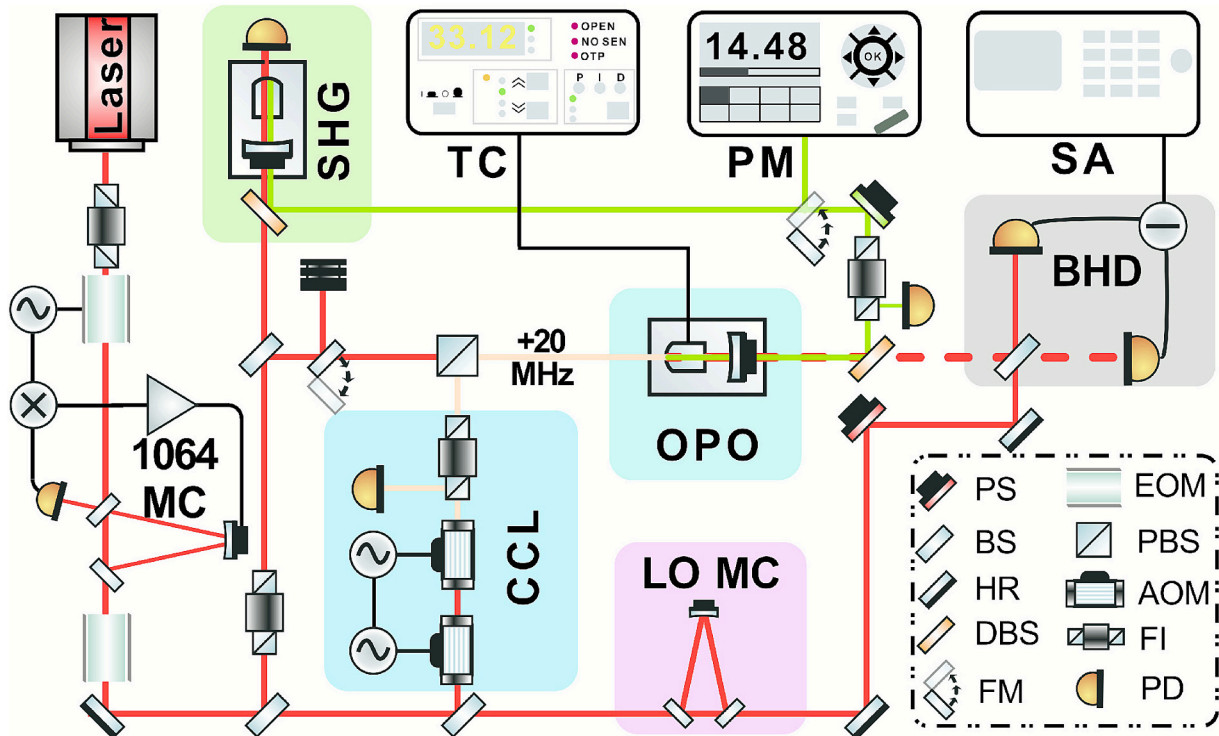 Laser
SHG
33.12
OPEN
NO SEN
OTP
P I D
I
TC
14.48
OK
PM
SA
BHD
+20
MHz
OPO
1064
MC
CCL
LO MC
PS
EOM
BS
PBS
HR
AOM
DBS
FI
FM
PD